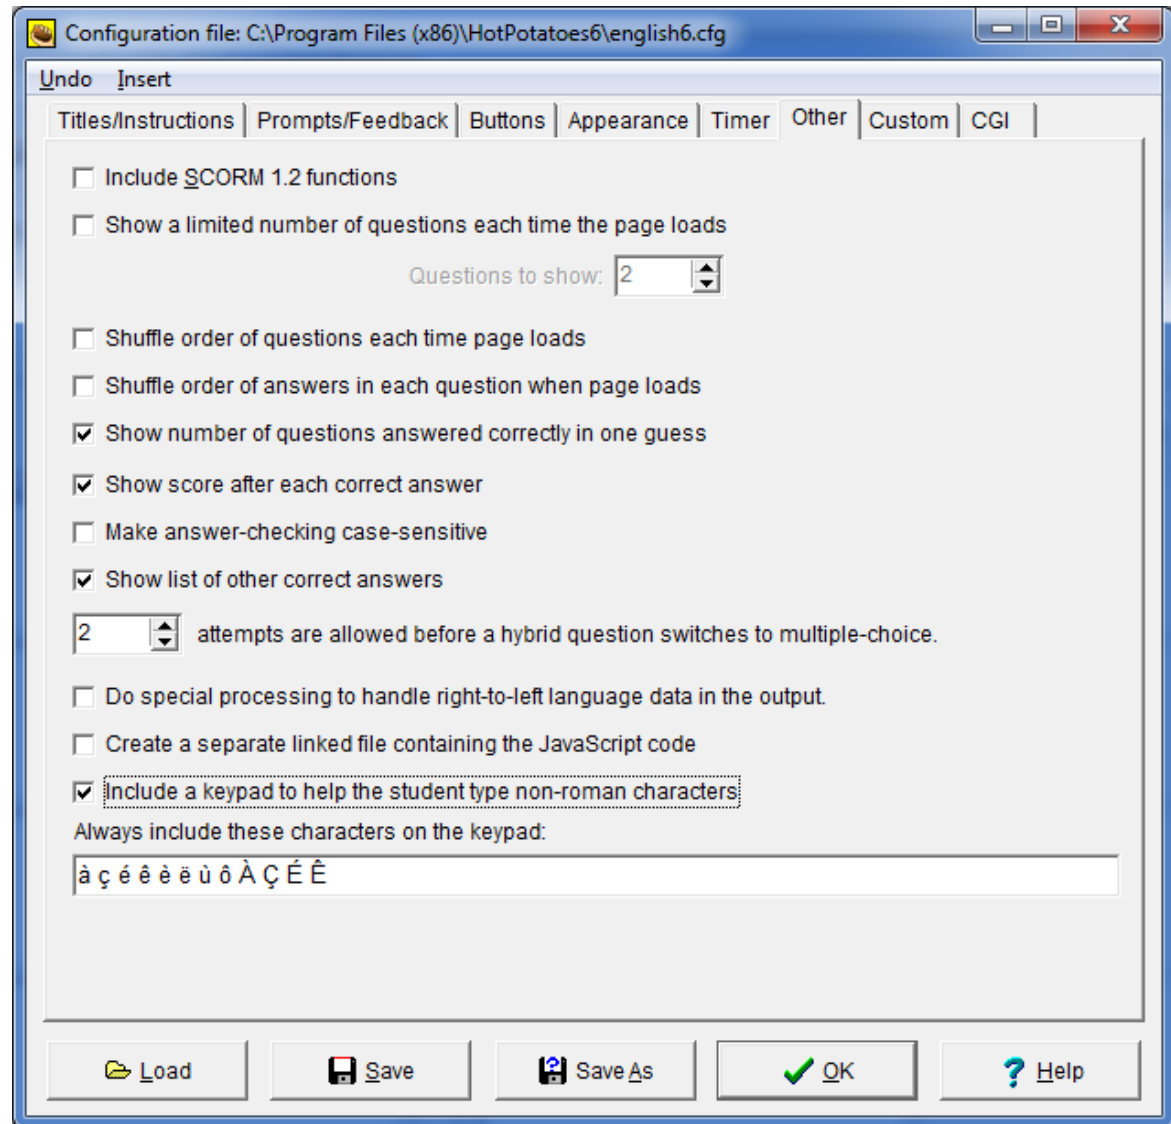 Configuration file: C:\Program Files (x86)\HotPotatoes6\english6.cfg
Undo Insert
Titles/Instructions Prompts/Feedback Buttons Appearance Timer Other Custom CGI
Include SCORM 1.2 functions
Show a limited number of questions each time the page loads
Questions to show: 2
Shuffle order of questions each time page loads
Shuffle order of answers in each question when page loads
Show number of questions answered correctly in one guess
Show score after each correct answer
Make answer-checking case-sensitive
Show list of other correct answers
2 attempts are allowed before a hybrid question switches to multiple-choice.
Do special processing to handle right-to-left language data in the output.
Create a separate linked file containing the JavaScript code
Include a keypad to help the student type non-roman characters
Always include these characters on the keypad:
à ç é ê è ë ù ô À Ç É Ê
Load Save Save As OK Help